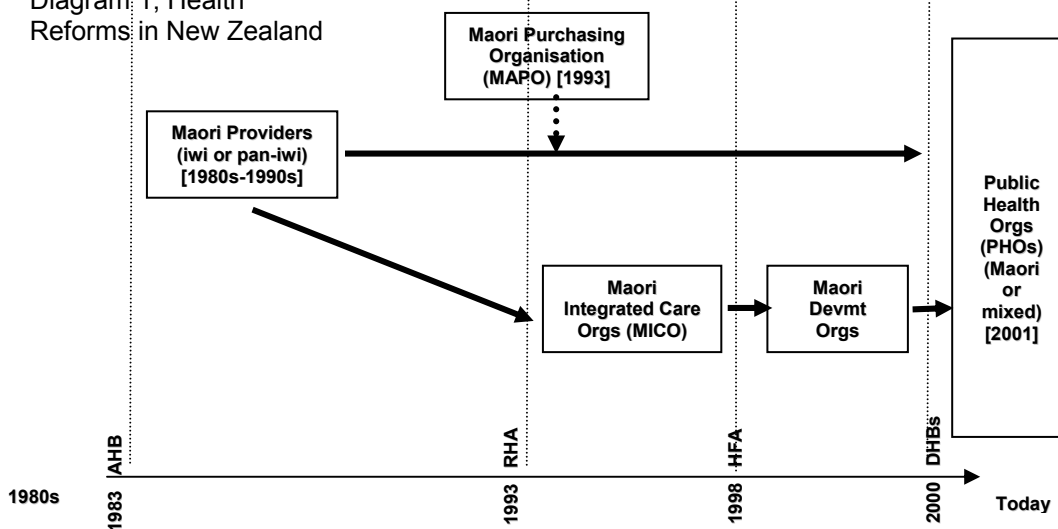 Diagram 1, Health
Reforms in New Zealand
Maori Purchasing
Organisation
(MAPO) [1993]
Maori Providers
(iwi or pan-iwi)
[1980s-1990s]
Public
Health
Orgs
(PHOs)
(Maori
or
mixed)
[2001]
Maori
Integrated Care
Orgs (MICO)
Maori
Devmt
Orgs
AHB
RHA
HFA
DHBs
1980s
1983
1993
1998
2000
Today